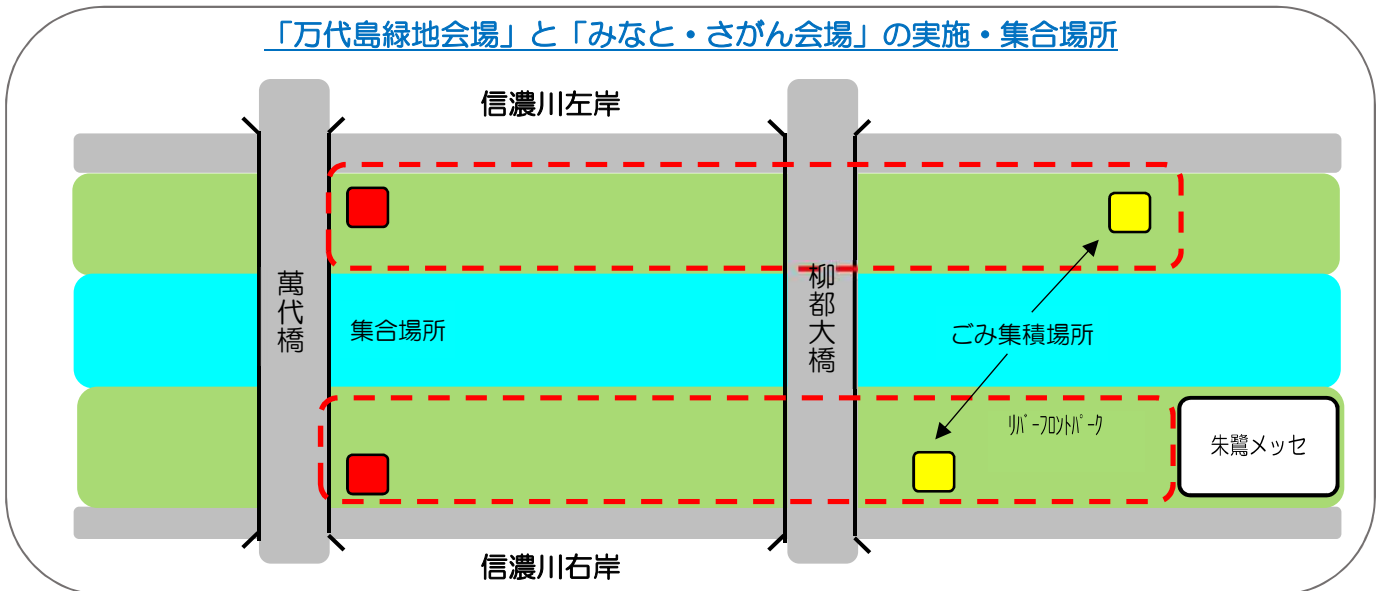 「万代島緑地会場」と「みなと・さがん会場」の実施・集合場所
信濃川左岸
萬代橋
柳都大橋
集合場所
ごみ集積場所
ﾘﾊﾞｰﾌﾛﾝﾄﾊﾟｰｸ
朱鷺メッセ
信濃川右岸